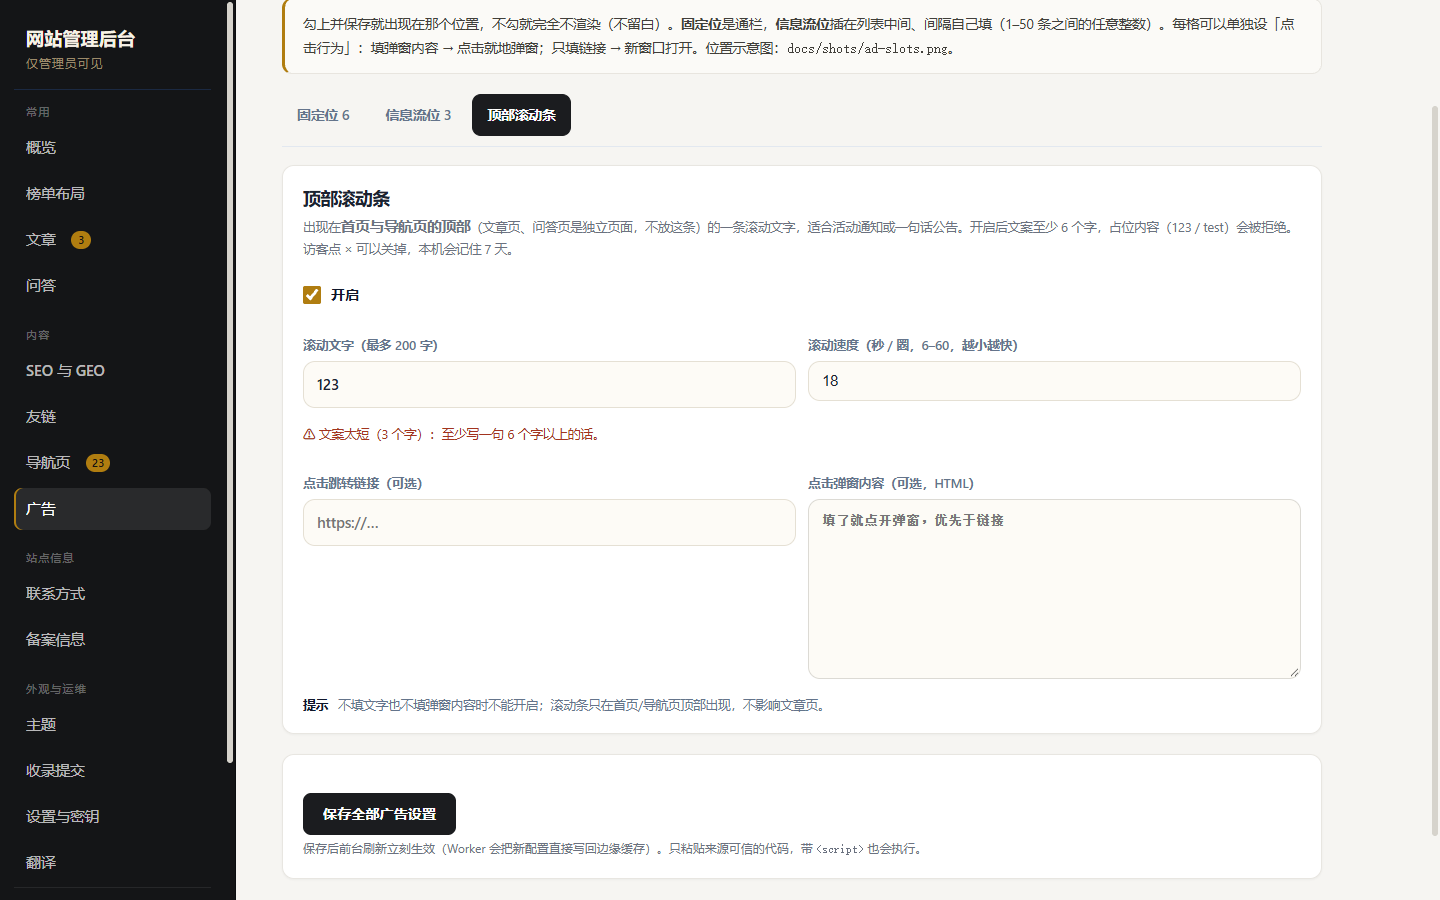 网站管理后台
仅管理员可见
常用
概览
榜单布局
文章 3
问答
内容
SEO 与 GEO
友链
导航页 23
广告
站点信息
联系方式
备案信息
外观与运维
主题
收录提交
设置与密钥
翻译
勾上并保存就出现在那个位置，不勾就完全不渲染（不留白）。固定位是通栏，信息流位插在列表中间、间隔自己填（1–50 条之间的任意整数）。每格可以单独设「点
击行为」：填弹窗内容 → 点击就地弹窗；只填链接 → 新窗口打开。位置示意图：docs/shots/ad-slots.png。
固定位 6 信息流位 3 顶部滚动条
顶部滚动条
出现在首页与导航页的顶部（文章页、问答页是独立页面，不放这条）的一条滚动文字，适合活动通知或一句话公告。开启后文案至少 6 个字，占位内容（123 / test）会被拒绝。
访客点 × 可以关掉，本机会记住 7 天。
开启
滚动文字（最多 200 字）
123
⚠ 文案太短（3 个字）：至少写一句 6 个字以上的话。
滚动速度（秒 / 圈，6–60，越小越快）
18
点击跳转链接（可选）
https://...
点击弹窗内容（可选，HTML）
填了就点开弹窗，优先于链接
提示 不填文字也不填弹窗内容时不能开启；滚动条只在首页/导航页顶部出现，不影响文章页。
保存全部广告设置
保存后前台刷新立刻生效（Worker 会把新配置直接写回边缘缓存）。只粘贴来源可信的代码，带 <script> 也会执行。